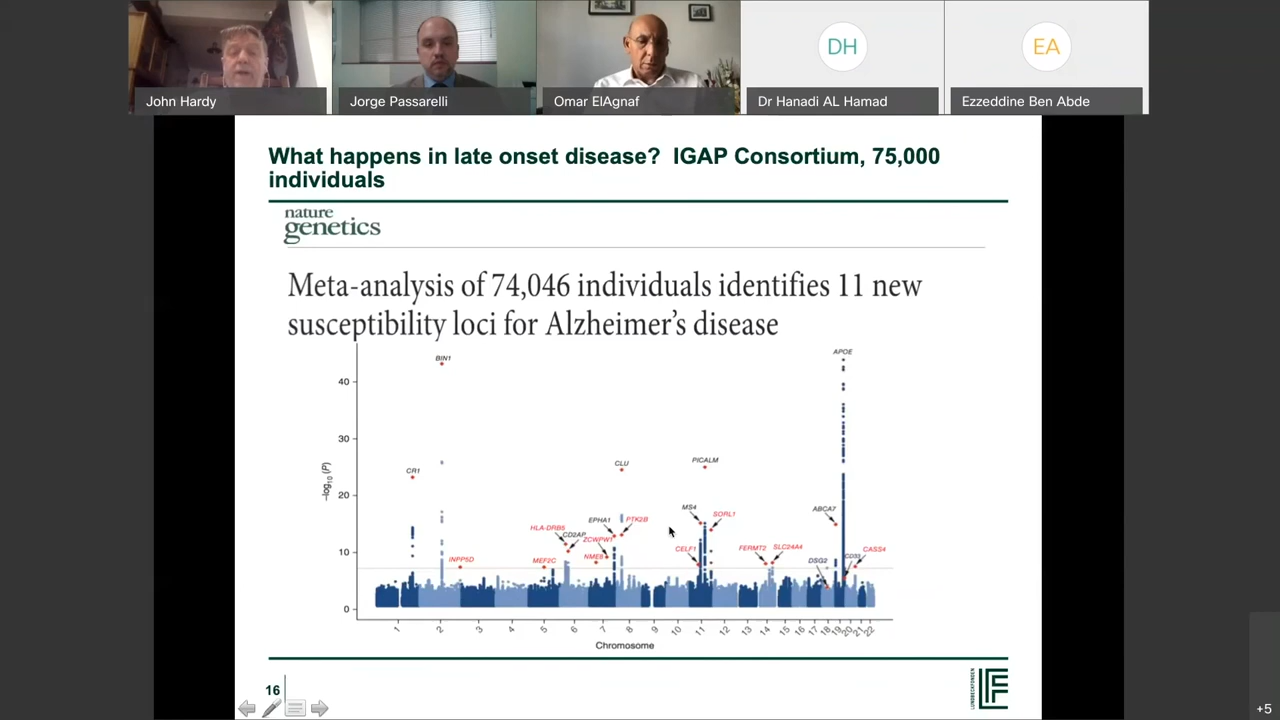 John Hardy
Jorge Passarelli
Omar ElAgnaf
DH
Dr Hanadi AL Hamad
EA
Ezzeddine Ben Abde
What happens in late onset disease? IGAP Consortium, 75,000
individuals
nature
genetics
Meta-analysis of 74,046 individuals identifies 11 new
susceptibility loci for Alzheimer's disease
BIN1
APOE
40
30
CR1
CLU
PICALM
–log10 (P)
20
HLA-DRB5
CD2AP
EPHA1
PTK2B
ZCWPW1
MS4
SORL1
ABCA7
10
INPP5D
MEF2C
NME8
CELF1
FERMT2
SLC24A4
DSG2
CD33
CASS4
0
1 2 3 4 5 6 7 8 9 10 11 12 13 14 15 16 17 18 19 20 21 22
Chromosome
16
LUNDBECKFONDEN
+5